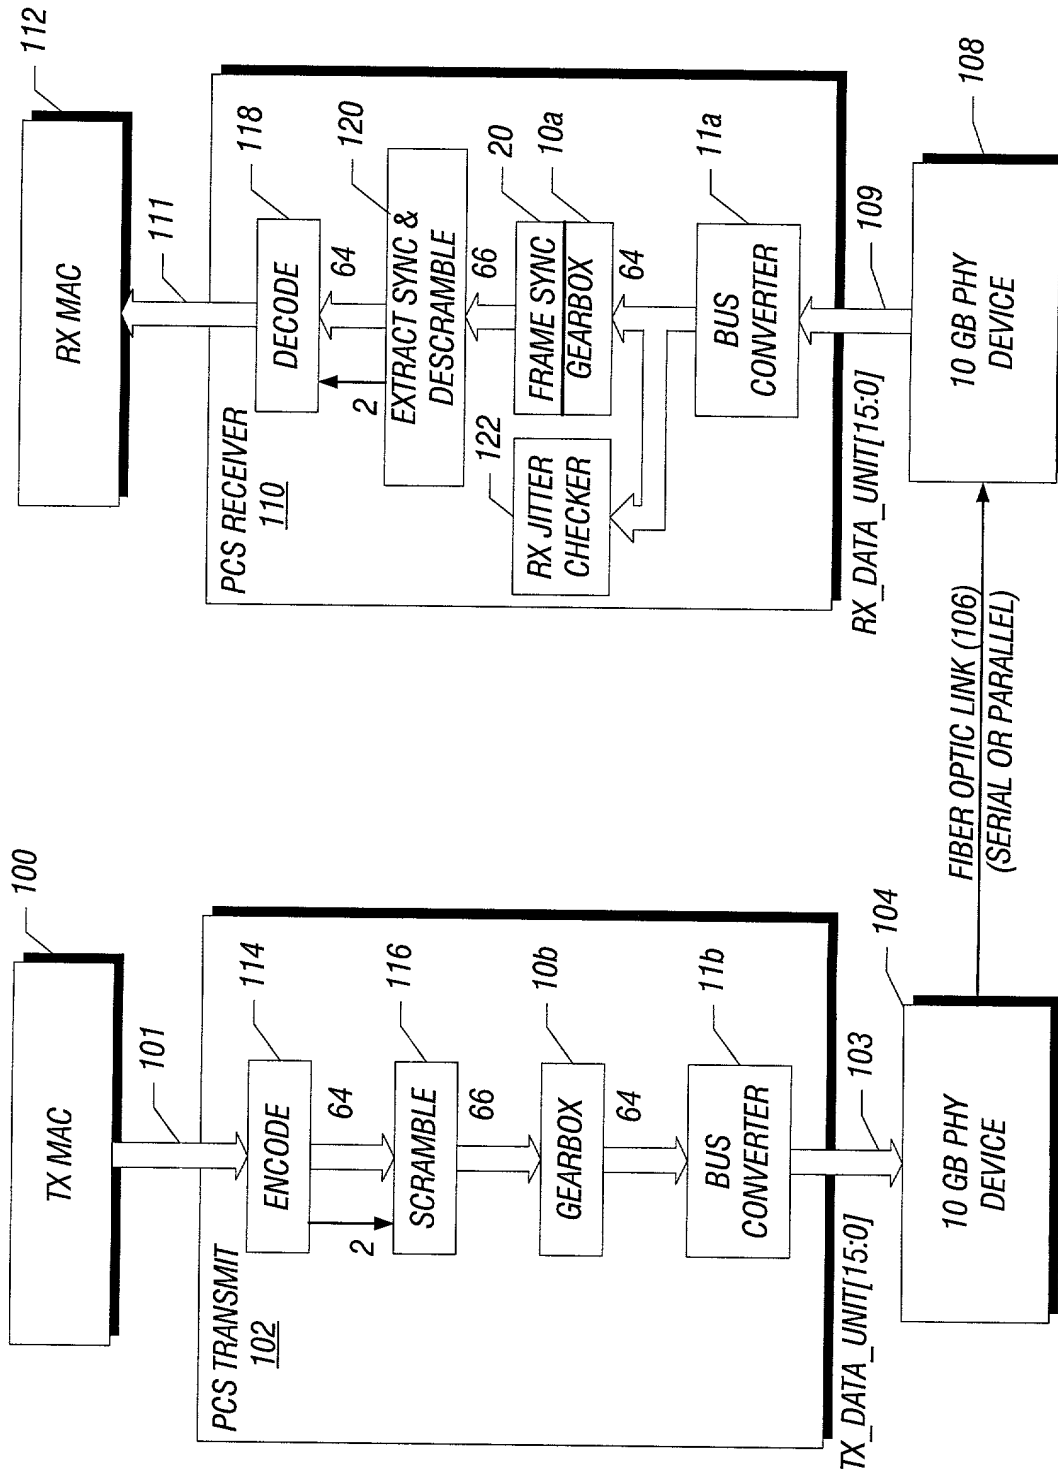 TX MAC
100
101
PCS TRANSMIT
102
ENCODE
114
2
64
SCRAMBLE
116
66
GEARBOX
10b
64
BUS
CONVERTER
11b
TX_DATA_UNIT[15:0]
103
10 GB PHY
DEVICE
104
FIBER OPTIC LINK (106)
(SERIAL OR PARALLEL)
RX MAC
112
111
PCS RECEIVER
110
DECODE
118
2
64
EXTRACT SYNC &
DESCRAMBLE
120
66
RX JITTER
CHECKER
122
FRAME SYNC
GEARBOX
20
10a
64
BUS
CONVERTER
11a
RX_DATA_UNIT[15:0]
109
10 GB PHY
DEVICE
108